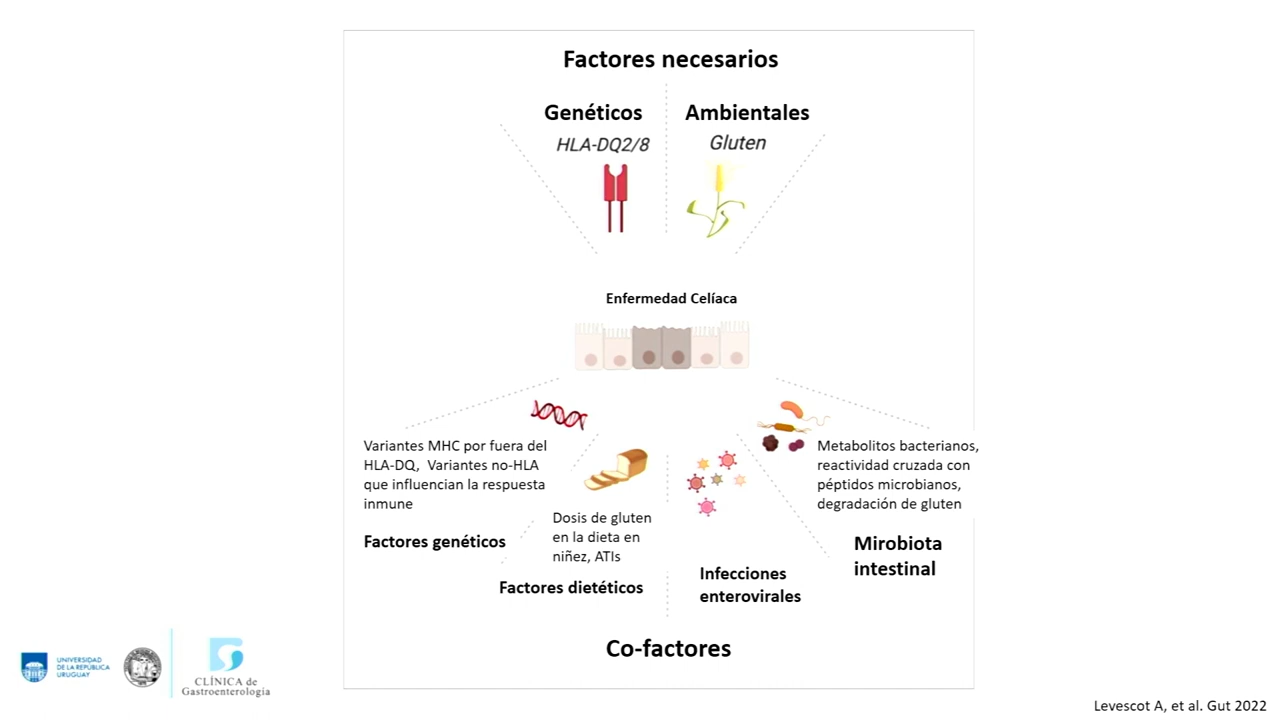 Factores necesarios
Genéticos
HLA-DQ2/8
Ambientales
Gluten
Enfermedad Celíaca
Variantes MHC por fuera del
HLA-DQ, Variantes no-HLA
que influencian la respuesta
inmune
Factores genéticos
Dosis de gluten
en la dieta en
niñez, ATIs
Factores dietéticos
Infecciones
enterovirales
Metabolitos bacterianos,
reactividad cruzada con
péptidos microbianos,
degradación de gluten
Mirobiota
intestinal
Co-factores
UNIVERSIDAD
DE LA REPÚBLICA
URUGUAY
CLÍNICA de
Gastroenterología
Levescot A, et al. Gut 2022